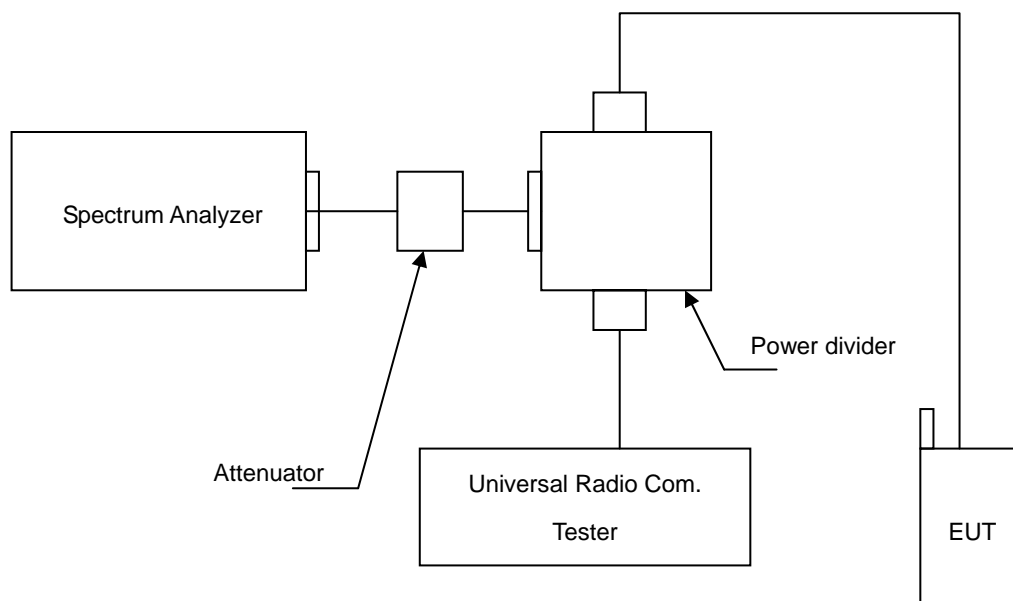 Spectrum Analyzer
Power divider
Attenuator
Universal Radio Com.
Tester
EUT